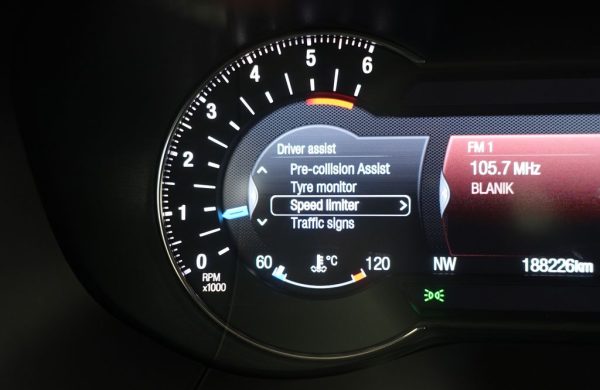 6
5
4
3
2
1
0
RPM
x1000
Driver assist
Pre-collision Assist
Tyre monitor
Speed limiter
Traffic signs
60 °C 120
FM 1
105.7 MHz
BLANIK
NW 188226km